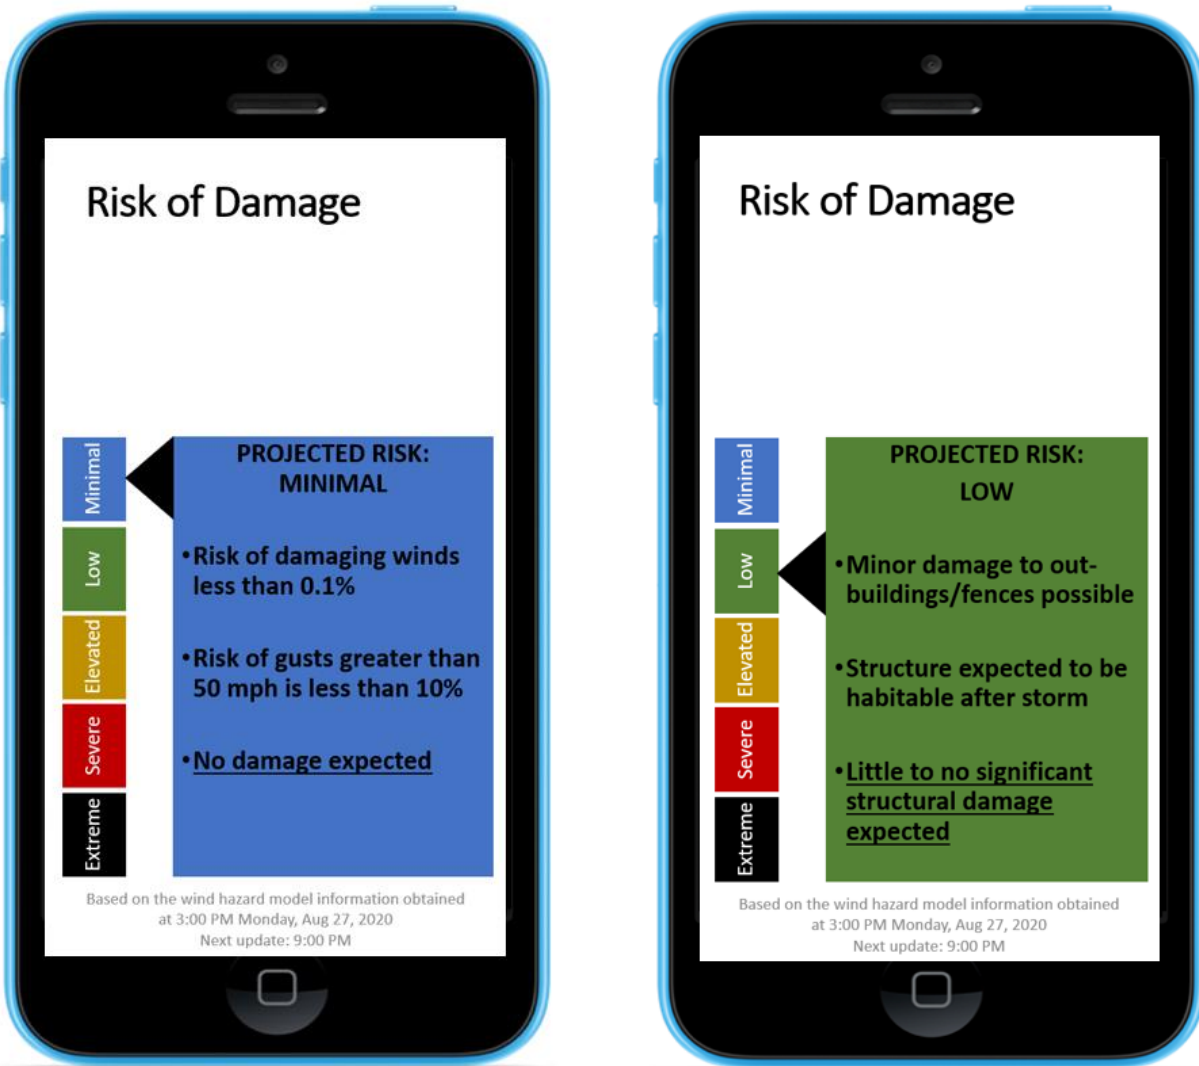 Risk of Damage
Minimal
Low
Elevated
Severe
Extreme
PROJECTED RISK:
MINIMAL
•Risk of damaging winds
less than 0.1%
•Risk of gusts greater than
50 mph is less than 10%
•No damage expected
Based on the wind hazard model information obtained
at 3:00 PM Monday, Aug 27, 2020
Next update: 9:00 PM
Risk of Damage
Minimal
Low
Elevated
Severe
Extreme
PROJECTED RISK:
LOW
•Minor damage to out-
buildings/fences possible
•Structure expected to be
habitable after storm
•Little to no significant
structural damage
expected
Based on the wind hazard model information obtained
at 3:00 PM Monday, Aug 27, 2020
Next update: 9:00 PM